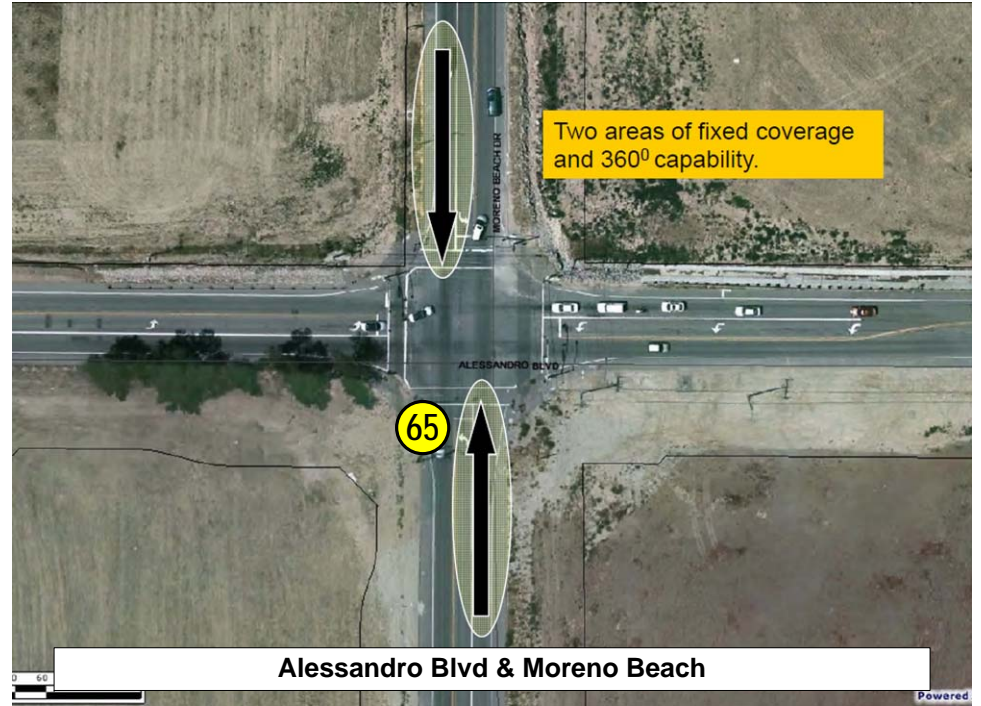 Two areas of fixed coverage
and 360⁰ capability.
MORENO BEACH DR
ALESSANDRO BLVD
65
Alessandro Blvd & Moreno Beach
60
Powered